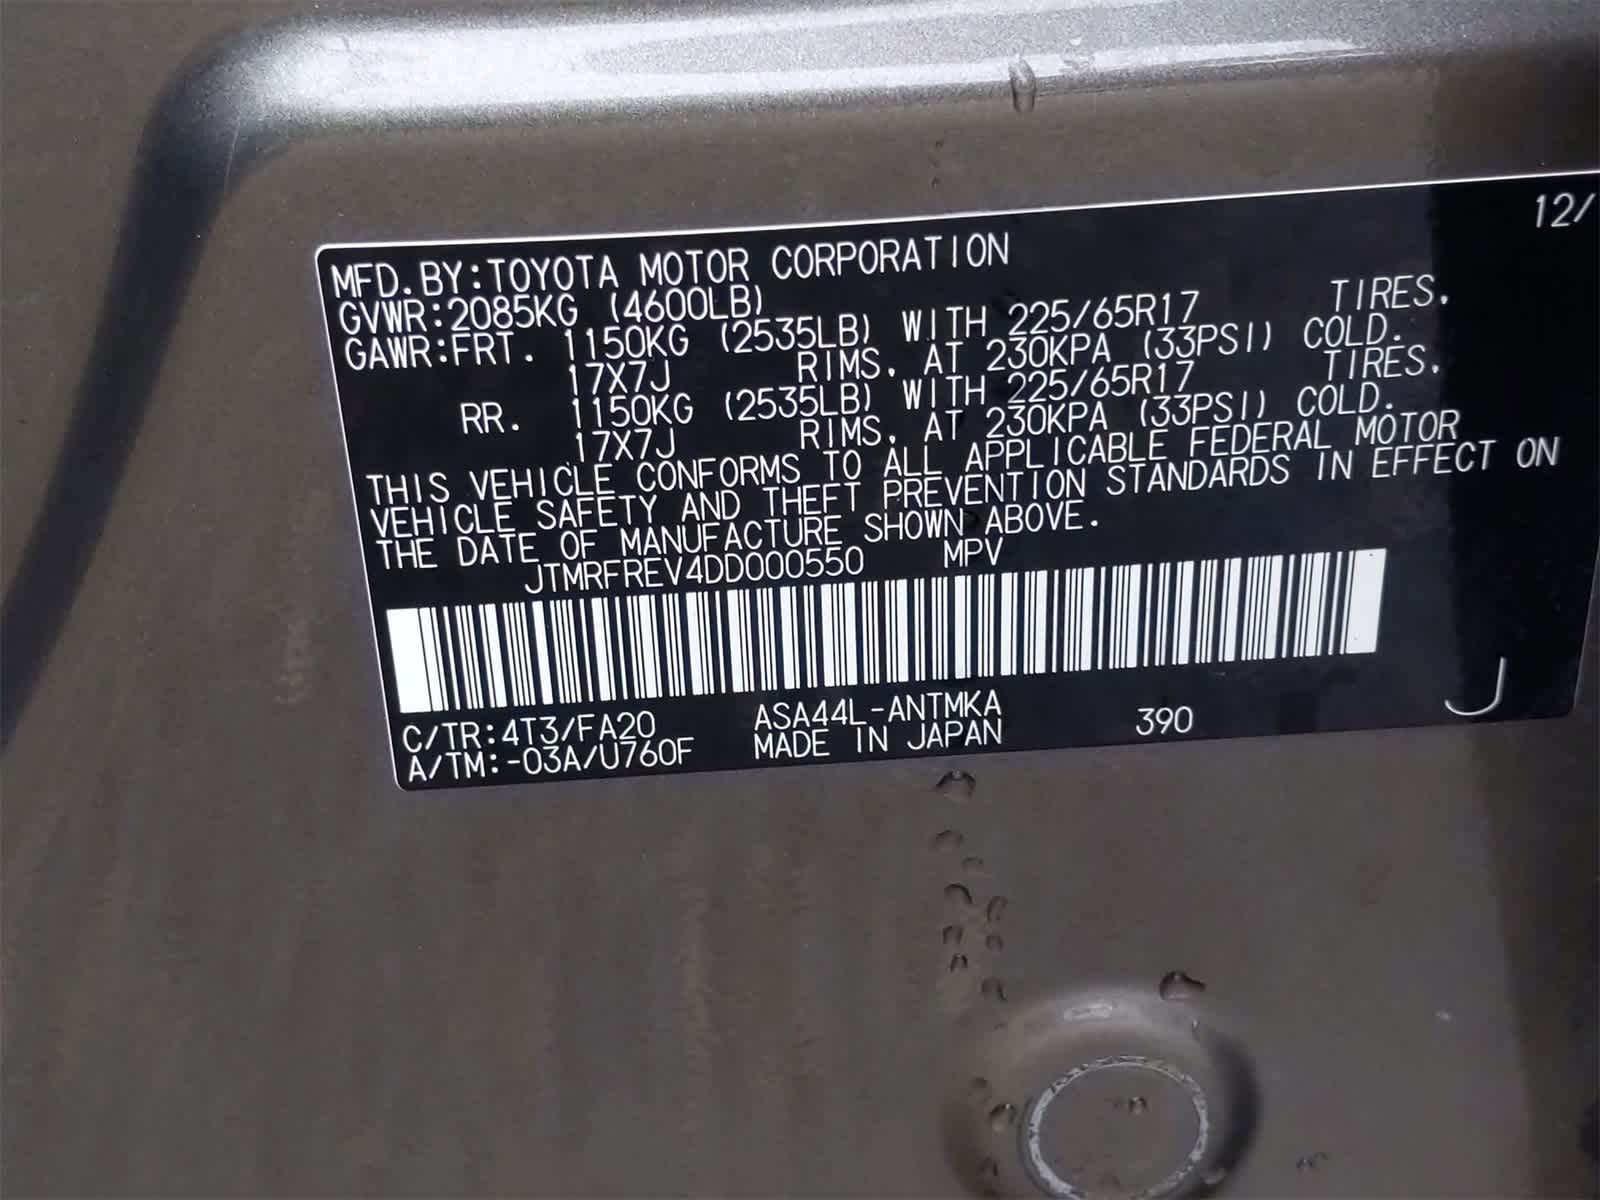 12/
MFD.BY:TOYOTA MOTOR CORPORATION
GVWR:2085KG (4600LB)
GAWR:FRT. 1150KG (2535LB) WITH 225/65R17 TIRES,
17X7J RIMS, AT 230KPA (33PSI) COLD.
RR. 1150KG (2535LB) WITH 225/65R17 TIRES,
17X7J RIMS, AT 230KPA (33PSI) COLD.
THIS VEHICLE CONFORMS TO ALL APPLICABLE FEDERAL MOTOR
VEHICLE SAFETY AND THEFT PREVENTION STANDARDS IN EFFECT ON
THE DATE OF MANUFACTURE SHOWN ABOVE.
JTMRFREV4DD000550 MPV
C/TR:4T3/FA20 ASA44L-ANTMKA 390 J
A/TM:-03A/U760F MADE IN JAPAN